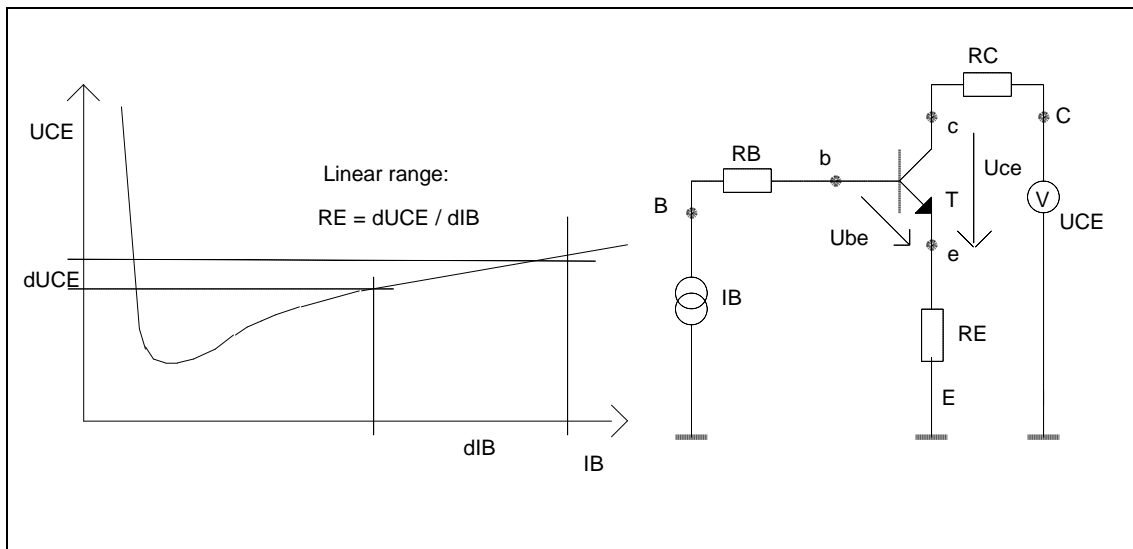 UCE
Linear range:
RE = dUCE / dIB
dUCE
dIB
IB
RC
c
C
RB
b
Uce
B
T
V
UCE
Ube
e
IB
RE
E